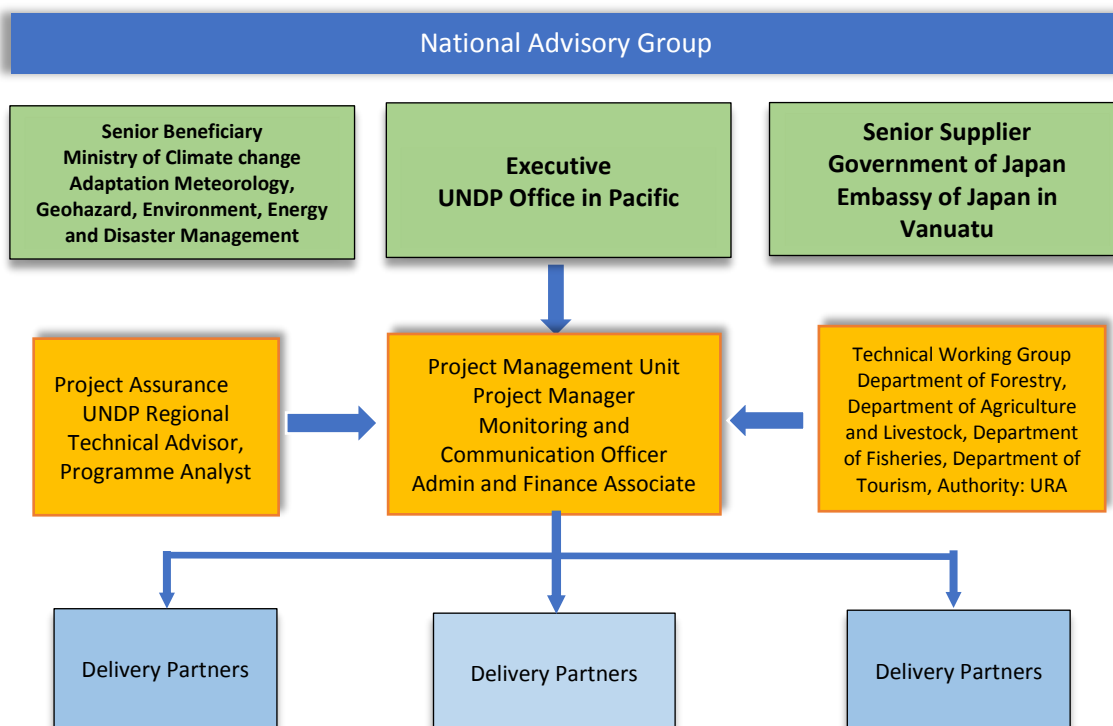 National Advisory Group
Senior Beneficiary
Ministry of Climate change
Adaptation Meteorology,
Geohazard, Environment, Energy
and Disaster Management
Executive
UNDP Office in Pacific
Senior Supplier
Government of Japan
Embassy of Japan in
Vanuatu
Project Assurance
UNDP Regional
Technical Advisor,
Programme Analyst
Project Management Unit
Project Manager
Monitoring and
Communication Officer
Admin and Finance Associate
Technical Working Group
Department of Forestry,
Department of Agriculture
and Livestock, Department
of Fisheries, Department of
Tourism, Authority: URA
Delivery Partners
Delivery Partners
Delivery Partners